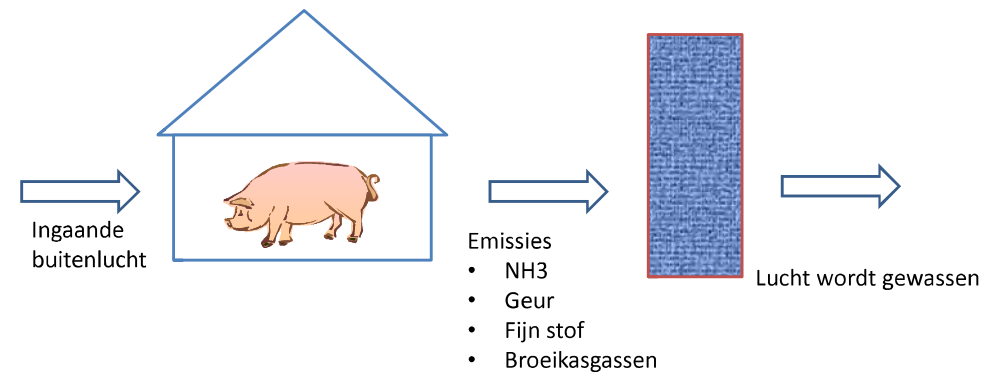 Ingaande
buitenlucht
Emissies
• NH3
• Geur
• Fijn stof
• Broeikasgassen
Lucht wordt gewassen